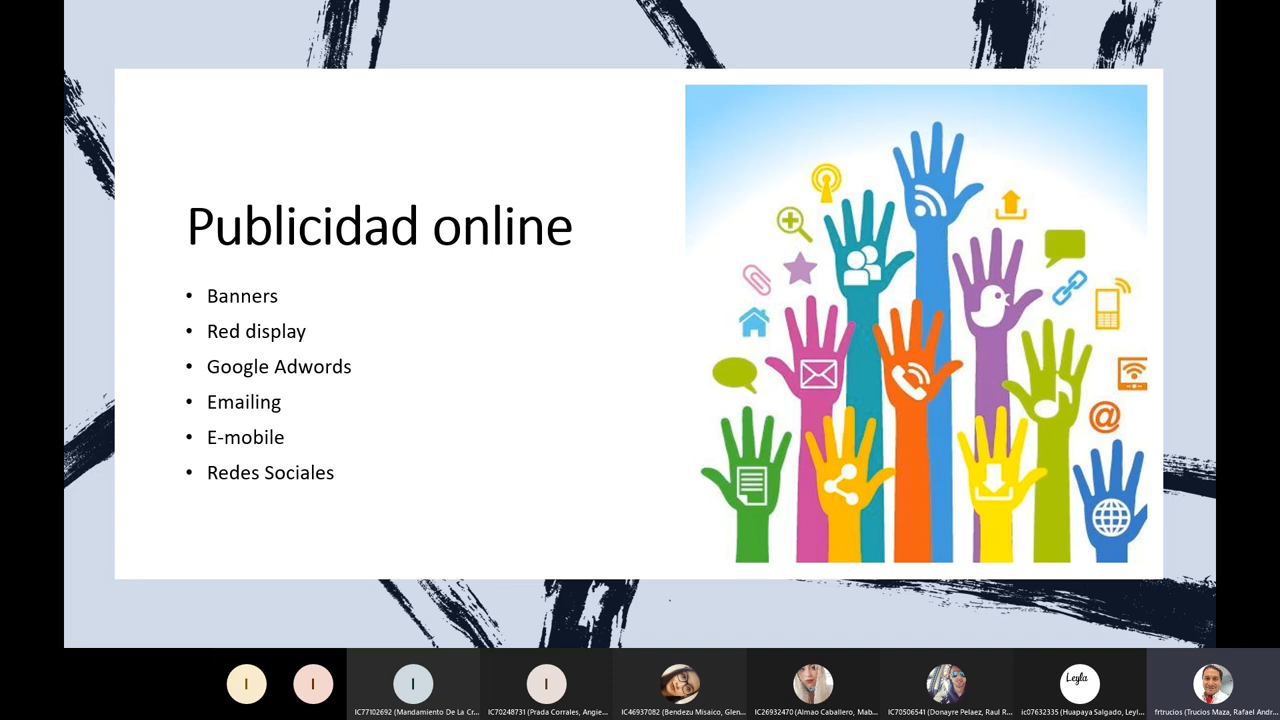 Publicidad online
• Banners
• Red display
• Google Adwords
• Emailing
• E-mobile
• Redes Sociales
@
I
I
I
I
Leyla
IC77102692 (Mandamiento De La Cr...
IC70248731 (Prada Corrales, Angie...
IC46937082 (Bendezu Misaico, Glen...
IC26932470 (Almao Caballero, Mab...
IC70506541 (Donayre Pelaez, Raul R...
ic07632335 (Huapaya Salgado, Leyl...
frtrucios (Trucios Maza, Rafael Andr...